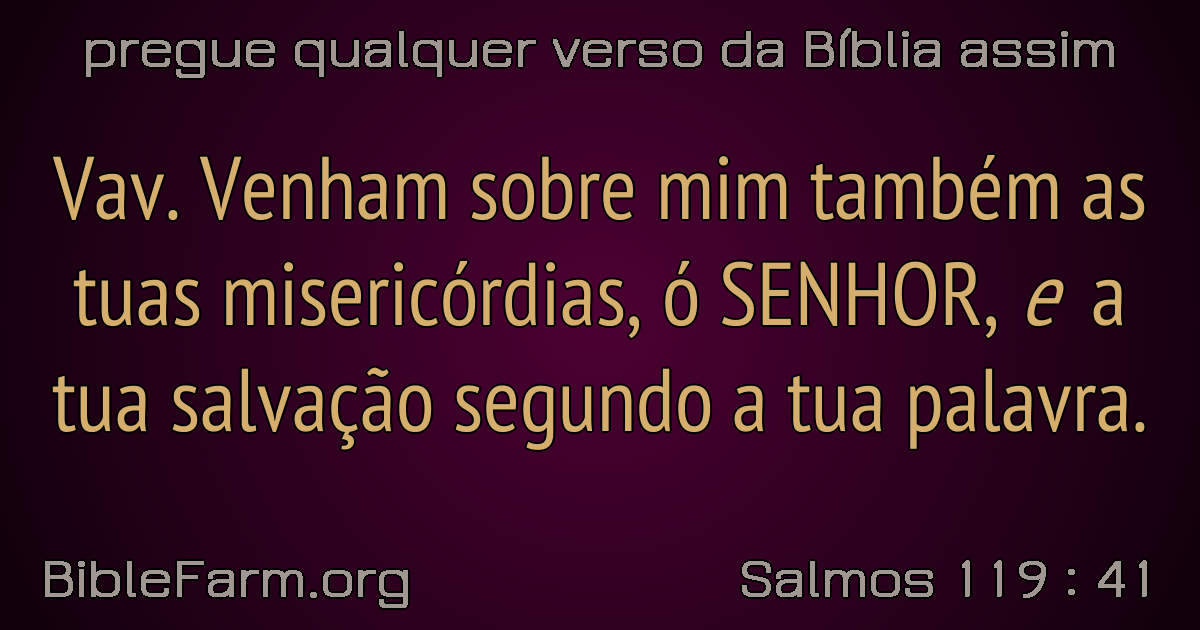 pregue qualquer verso da Bíblia assim
Vav. Venham sobre mim também as
tuas misericórdias, ó SENHOR, e a
tua salvação segundo a tua palavra.
BibleFarm.org
Salmos 119 : 41